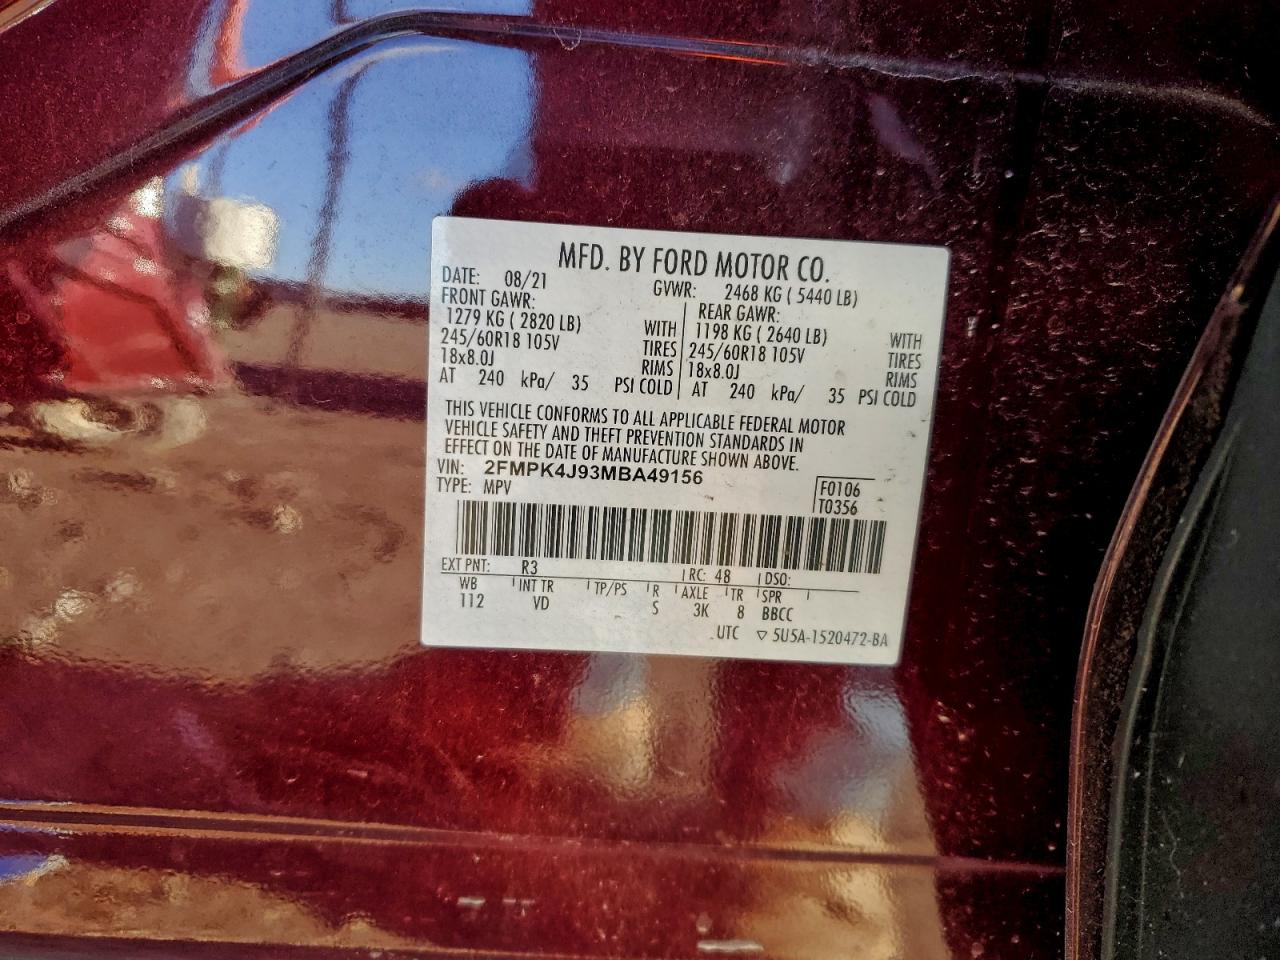 MFD. BY FORD MOTOR CO.
DATE: 08/21 GVWR: 2468 KG ( 5440 LB)
FRONT GAWR: REAR GAWR:
1279 KG ( 2820 LB) WITH 1198 KG ( 2640 LB) WITH
245/60R18 105V TIRES 245/60R18 105V TIRES
18x8.0J RIMS 18x8.0J RIMS
AT 240 kPa/ 35 PSI COLD AT 240 kPa/ 35 PSI COLD
THIS VEHICLE CONFORMS TO ALL APPLICABLE FEDERAL MOTOR
VEHICLE SAFETY AND THEFT PREVENTION STANDARDS IN
EFFECT ON THE DATE OF MANUFACTURE SHOWN ABOVE.
VIN: 2FMPK4J93MBA49156
TYPE: MPV F0106
T0356
EXT PNT: R3 RC: 48 DSO:
WB INT TR TP/PS R AXLE TR SPR
112 VD S 3K 8 BBCC
UTC ▽ 5U5A-1520472-BA